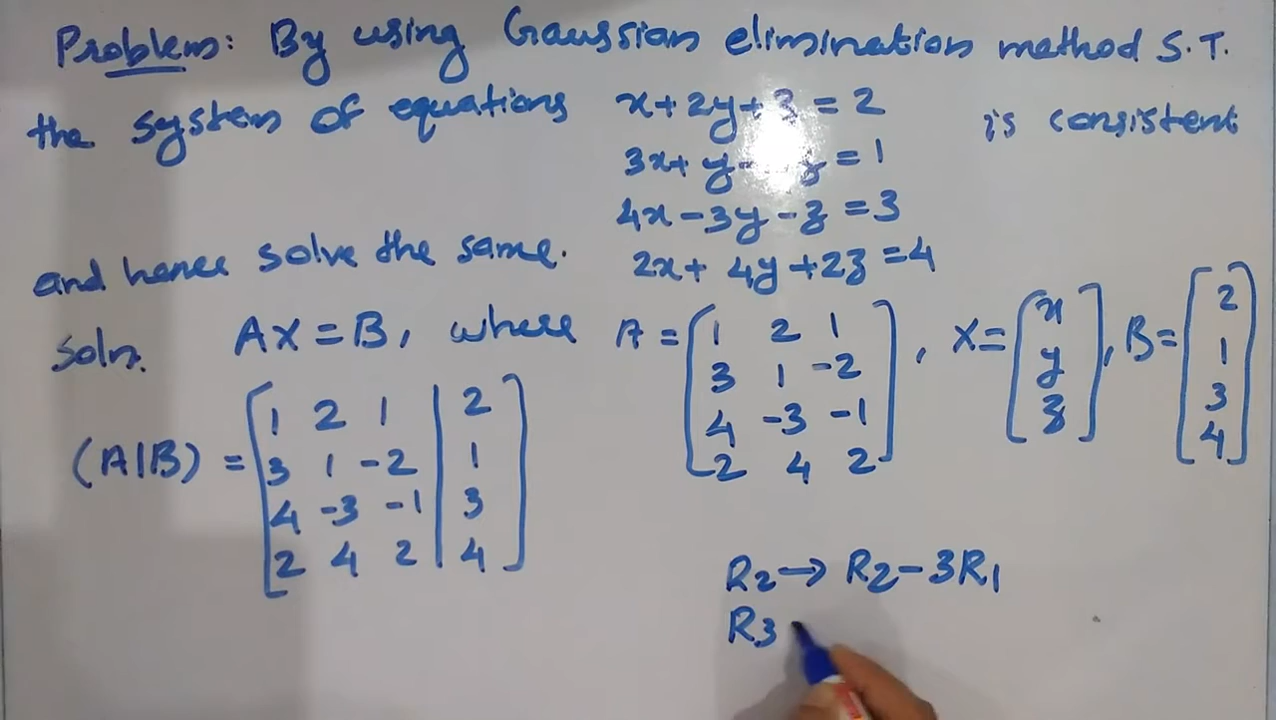 Problem: By using Gaussian elimination method S.T.
the system of equations x+2y+z = 2 is consistent
3x+ y- z = 1
4x-3y-z = 3
and hence solve the same. 2x+ 4y+2z = 4
Soln. AX = B, where A = [1 2 1 , X = [x , B = [2
3 1 -2 y 1
4 -3 -1 z] 3
2 4 2] 4]
(A|B) = [1 2 1 | 2
3 1 -2 | 1
4 -3 -1 | 3
2 4 2 | 4]
R2 → R2 - 3R1
R3